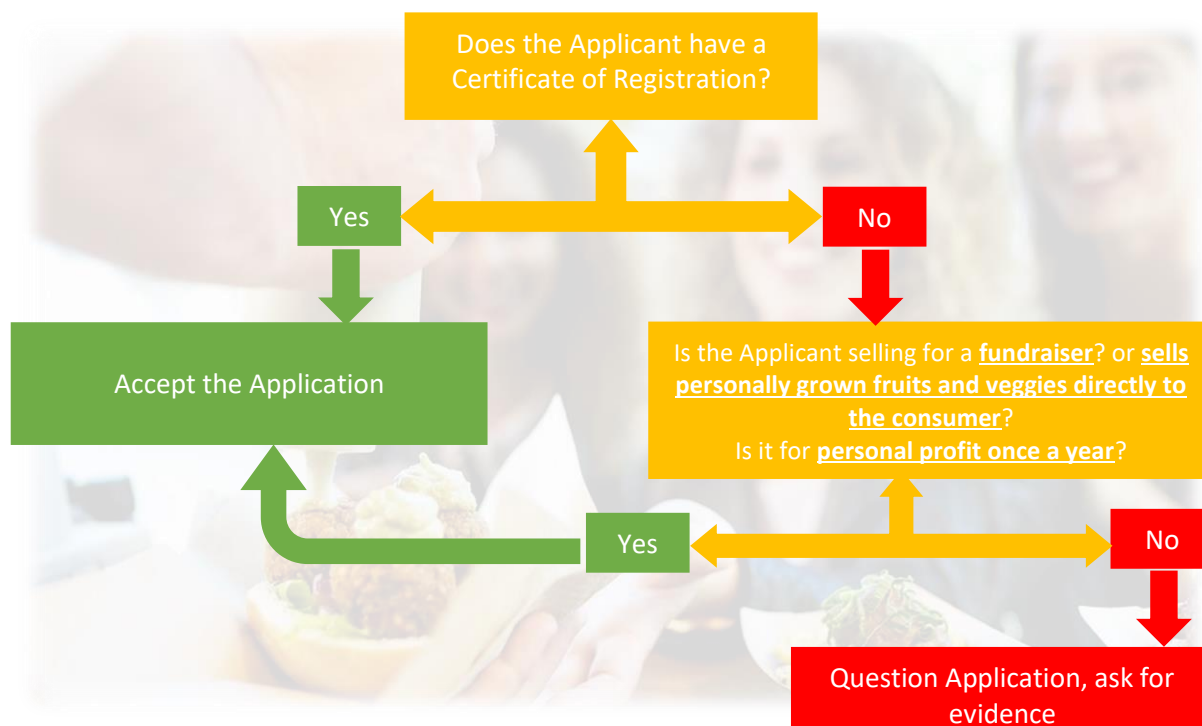 Does the Applicant have a
Certificate of Registration?
Yes
No
Accept the Application
Is the Applicant selling for a fundraiser? or sells
personally grown fruits and veggies directly to
the consumer?
Is it for personal profit once a year?
Yes
No
Question Application, ask for
evidence